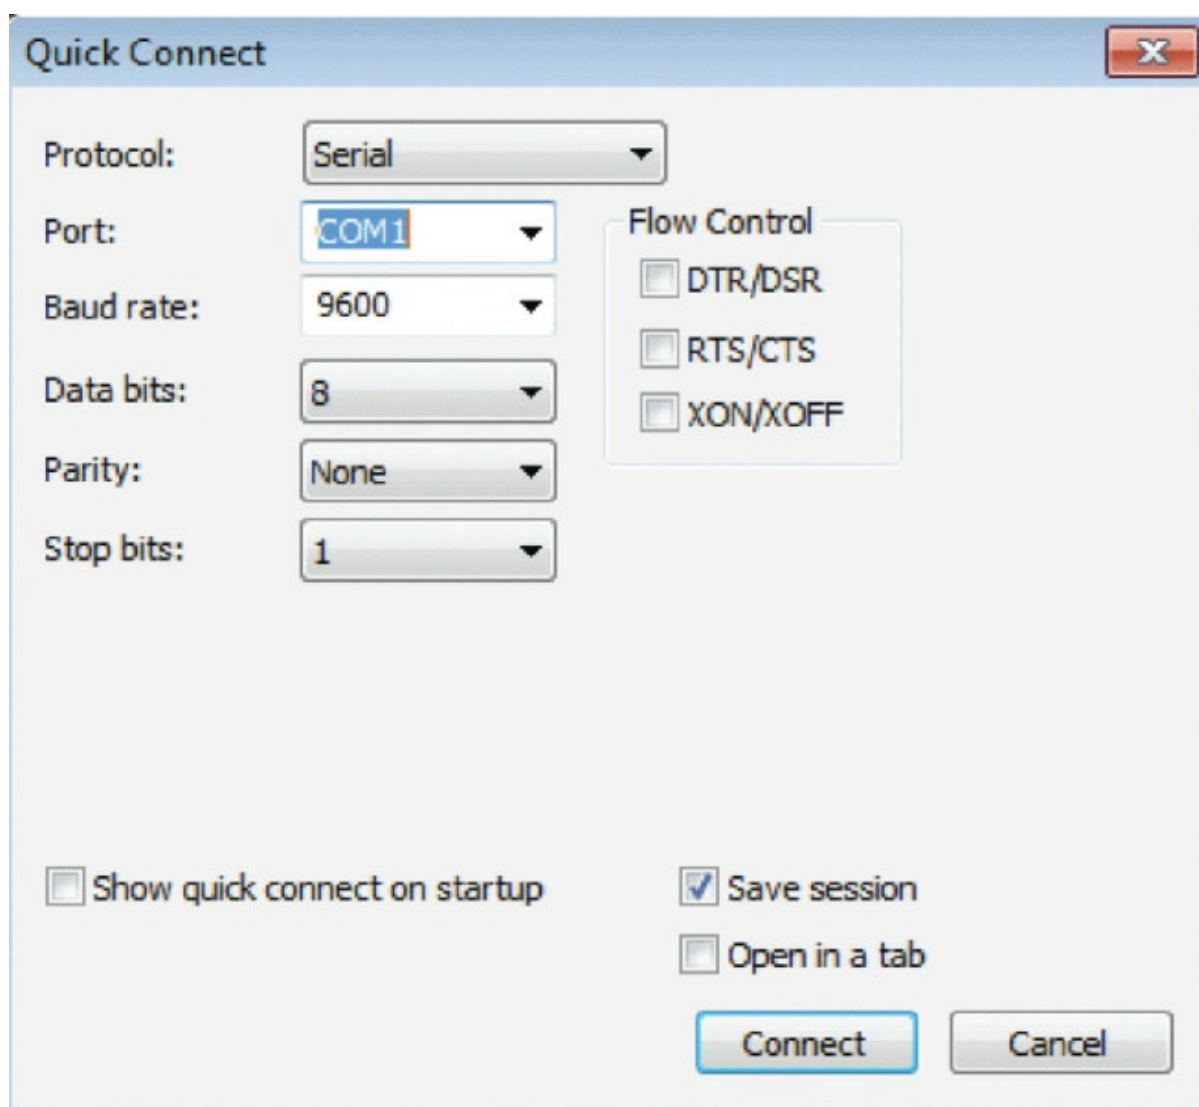 Quick Connect
Protocol: Serial
Port: COM1
Baud rate: 9600
Data bits: 8
Parity: None
Stop bits: 1
Flow Control
DTR/DSR
RTS/CTS
XON/XOFF
Show quick connect on startup
Save session
Open in a tab
Connect Cancel